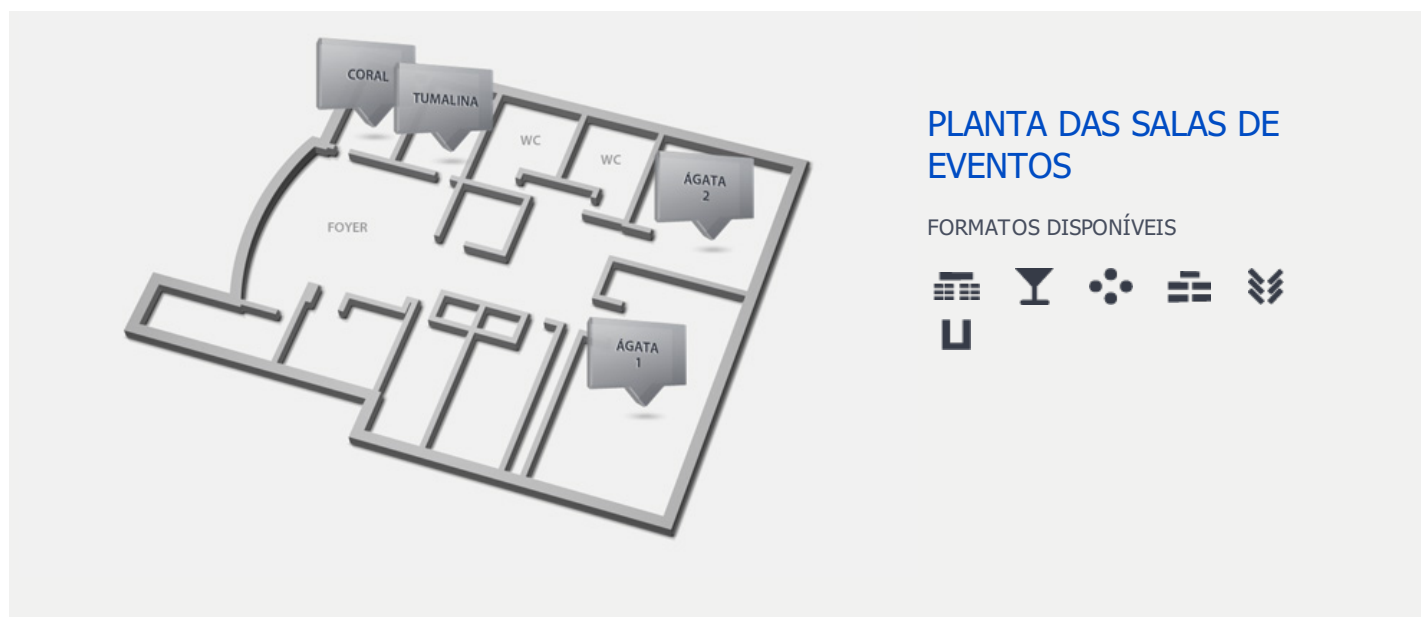 CORAL
TUMALINA
WC
WC
ÁGATA
2
FOYER
ÁGATA
1
PLANTA DAS SALAS DE
EVENTOS
FORMATOS DISPONÍVEIS